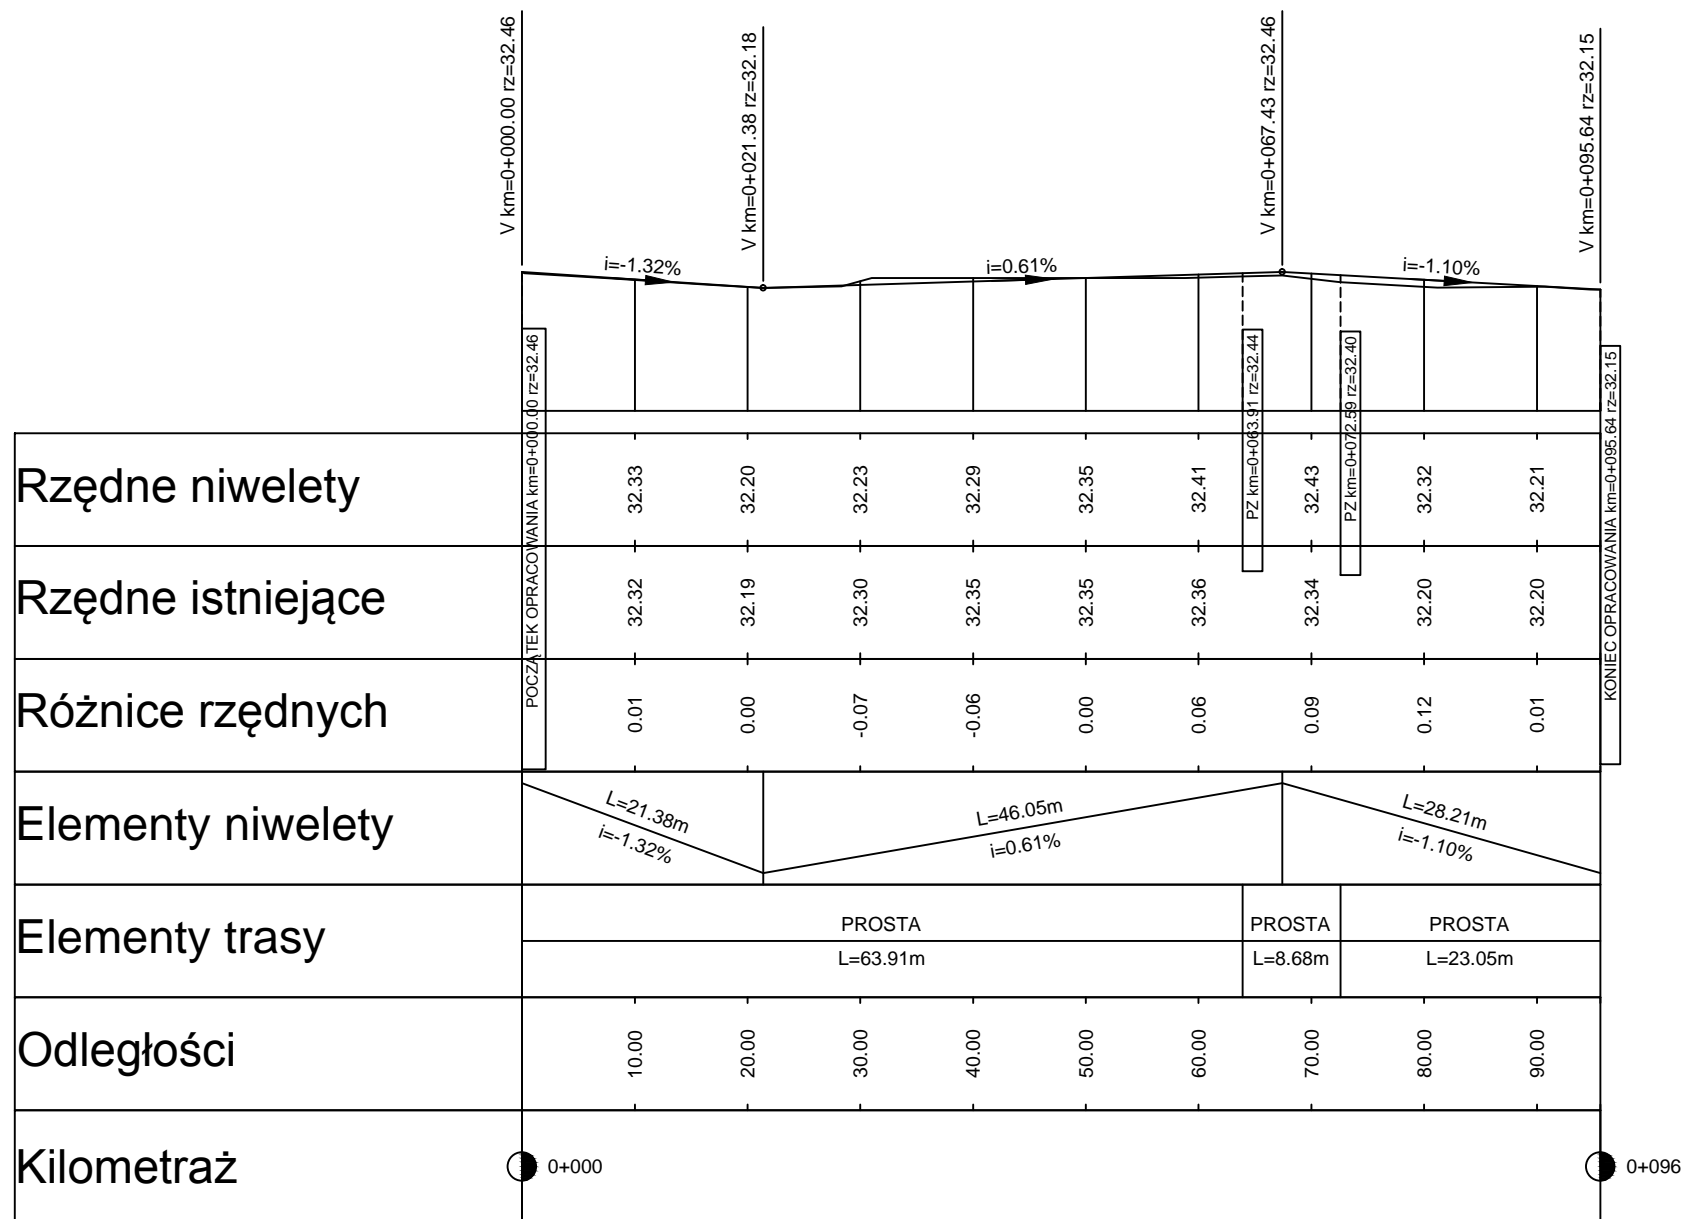 V km=0+000.00 rz=32.46
V km=0+021.38 rz=32.18
V km=0+067.43 rz=32.46
V km=0+095.64 rz=32.15
i=-1.32%
i=0.61%
i=-1.10%
POCZĄTEK OPRACOWANIA km=0+000.00 rz=32.46
PZ km=0+063.91 rz=32.44
PZ km=0+072.59 rz=32.40
KONIEC OPRACOWANIA km=0+095.64 rz=32.15
Rzędne niwelety
32.33
32.20
32.23
32.29
32.35
32.41
32.43
32.32
32.21
Rzędne istniejące
32.32
32.19
32.30
32.35
32.35
32.36
32.34
32.20
32.20
Różnice rzędnych
0.01
0.00
-0.07
-0.06
0.00
0.06
0.09
0.12
0.01
Elementy niwelety
L=21.38m
i=-1.32%
L=46.05m
i=0.61%
L=28.21m
i=-1.10%
Elementy trasy
PROSTA
L=63.91m
PROSTA
L=8.68m
PROSTA
L=23.05m
Odległości
10.00
20.00
30.00
40.00
50.00
60.00
70.00
80.00
90.00
Kilometraż
0+000
0+096